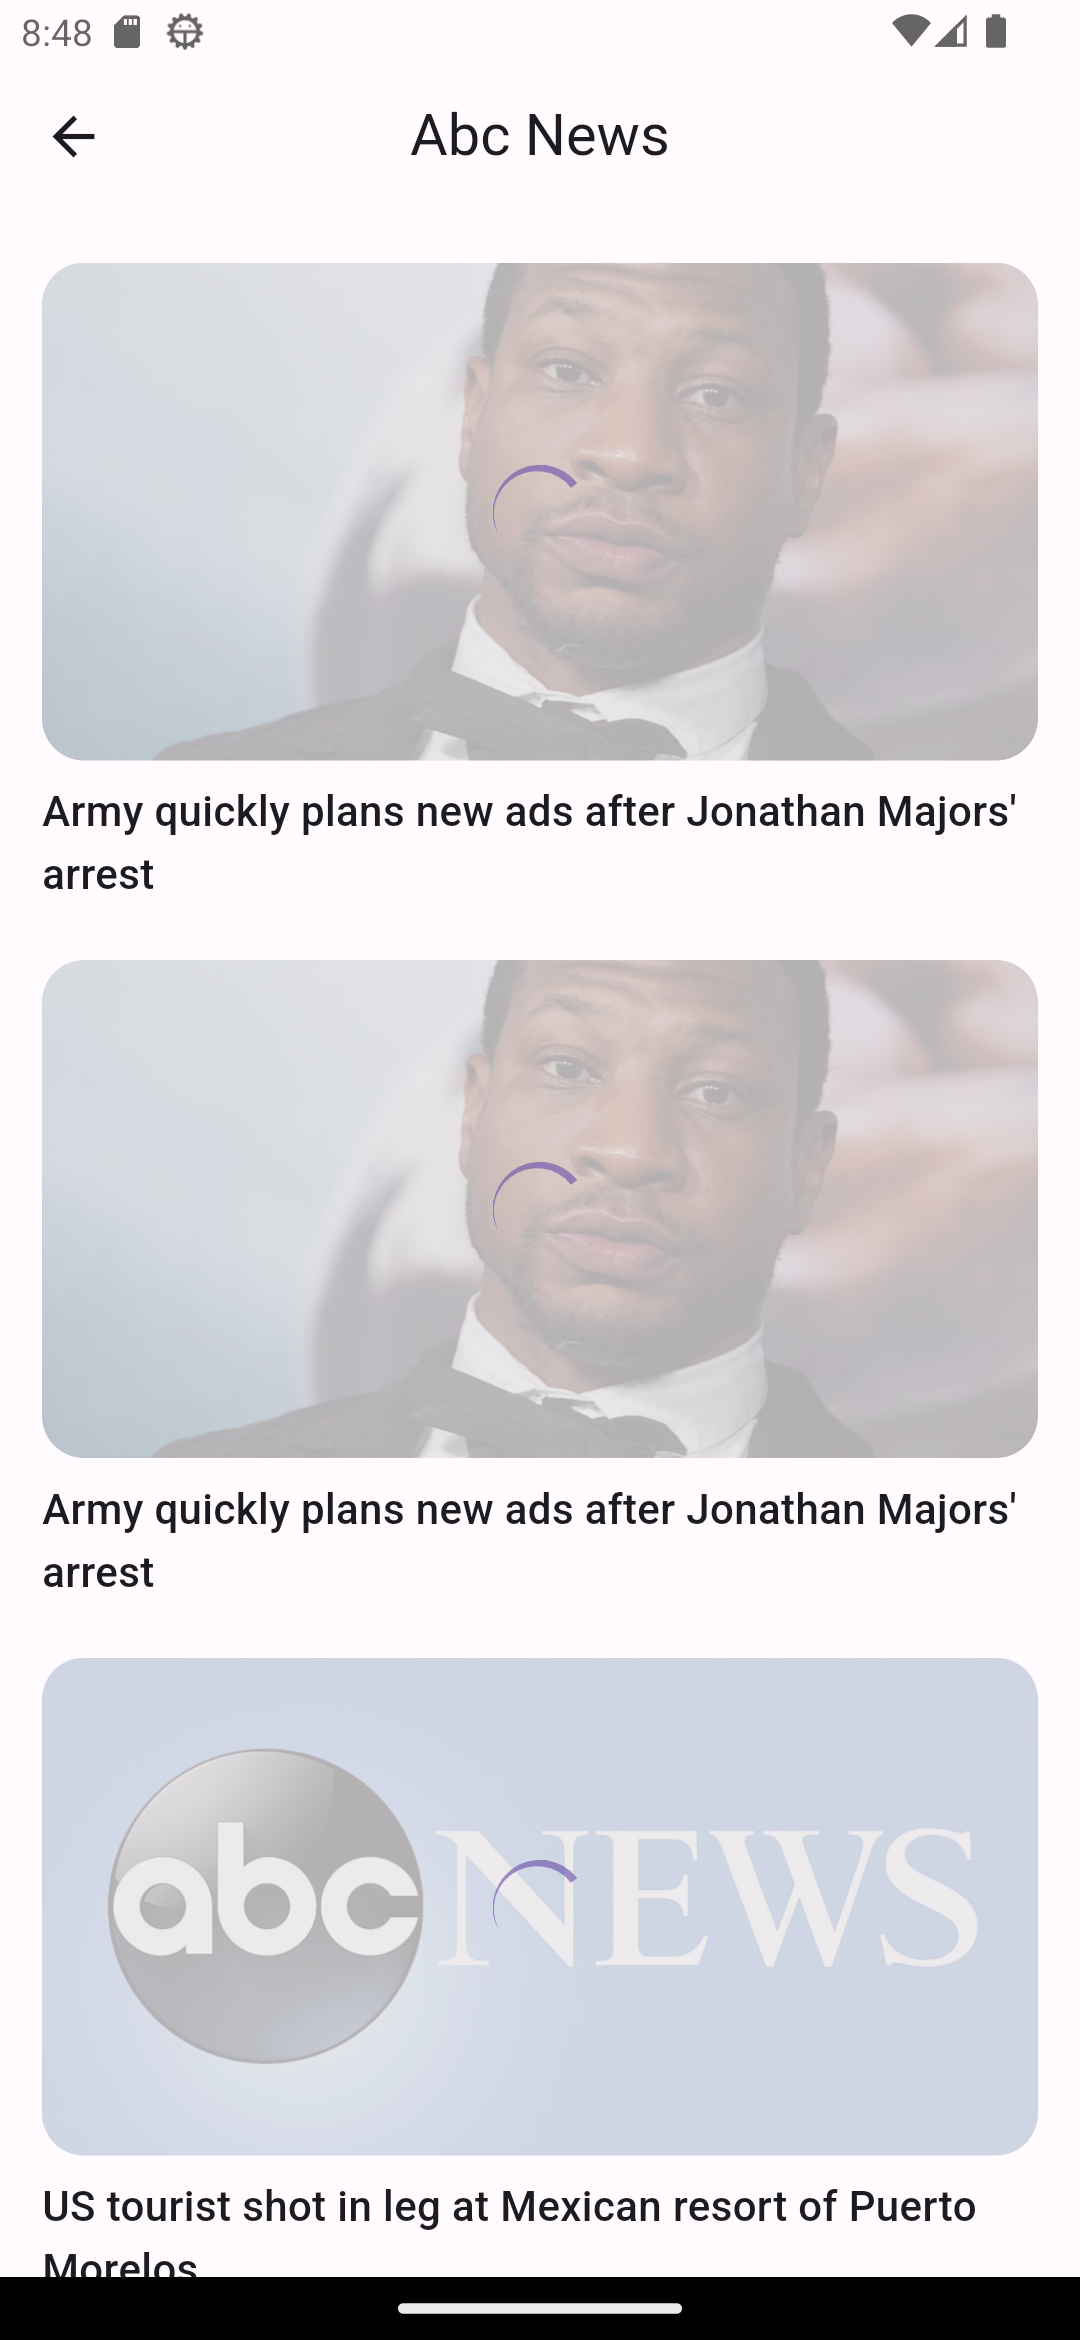 8:48
Abc News
Army quickly plans new ads after Jonathan Majors'
arrest
Army quickly plans new ads after Jonathan Majors'
arrest
abc NEWS
US tourist shot in leg at Mexican resort of Puerto
Morelos